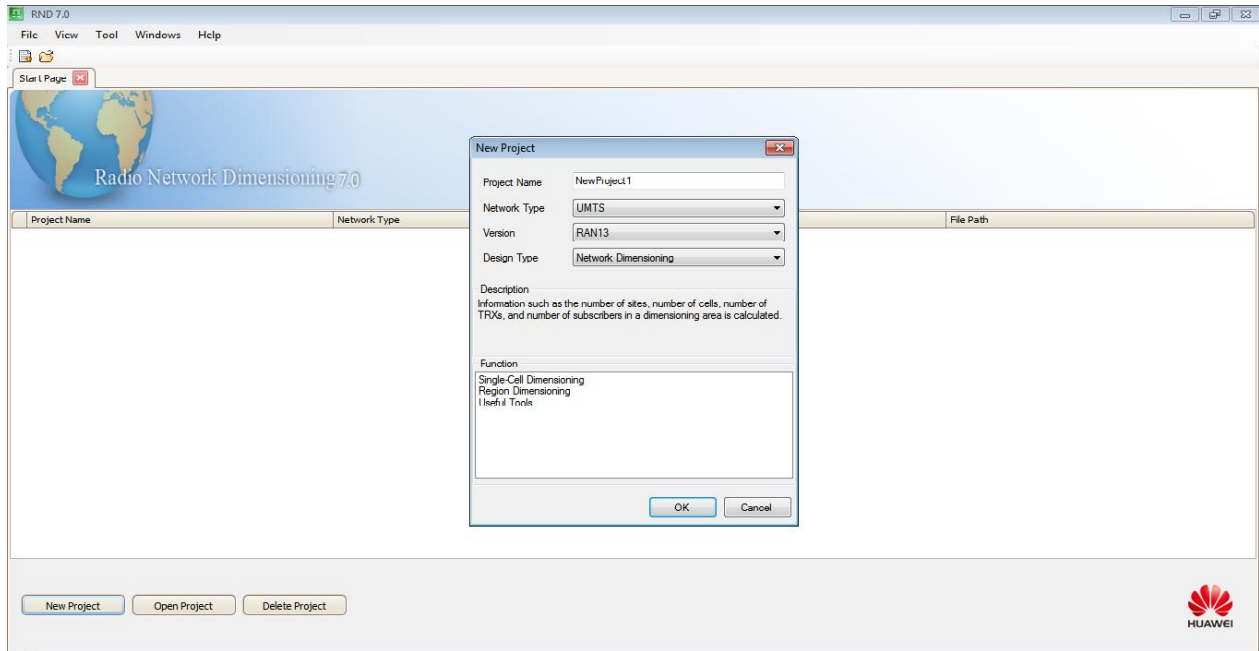 RND 7.0
File View Tool Windows Help
Start Page
Radio Network Dimensioning 7.0
Project Name Network Type File Path
New Project
Project Name NewProject1
Network Type UMTS
Version RAN13
Design Type Network Dimensioning
Description
Information such as the number of sites, number of cells, number of
TRXs, and number of subscribers in a dimensioning area is calculated.
Function
Single-Cell Dimensioning
Region Dimensioning
Useful Tools
OK Cancel
New Project Open Project Delete Project
HUAWEI